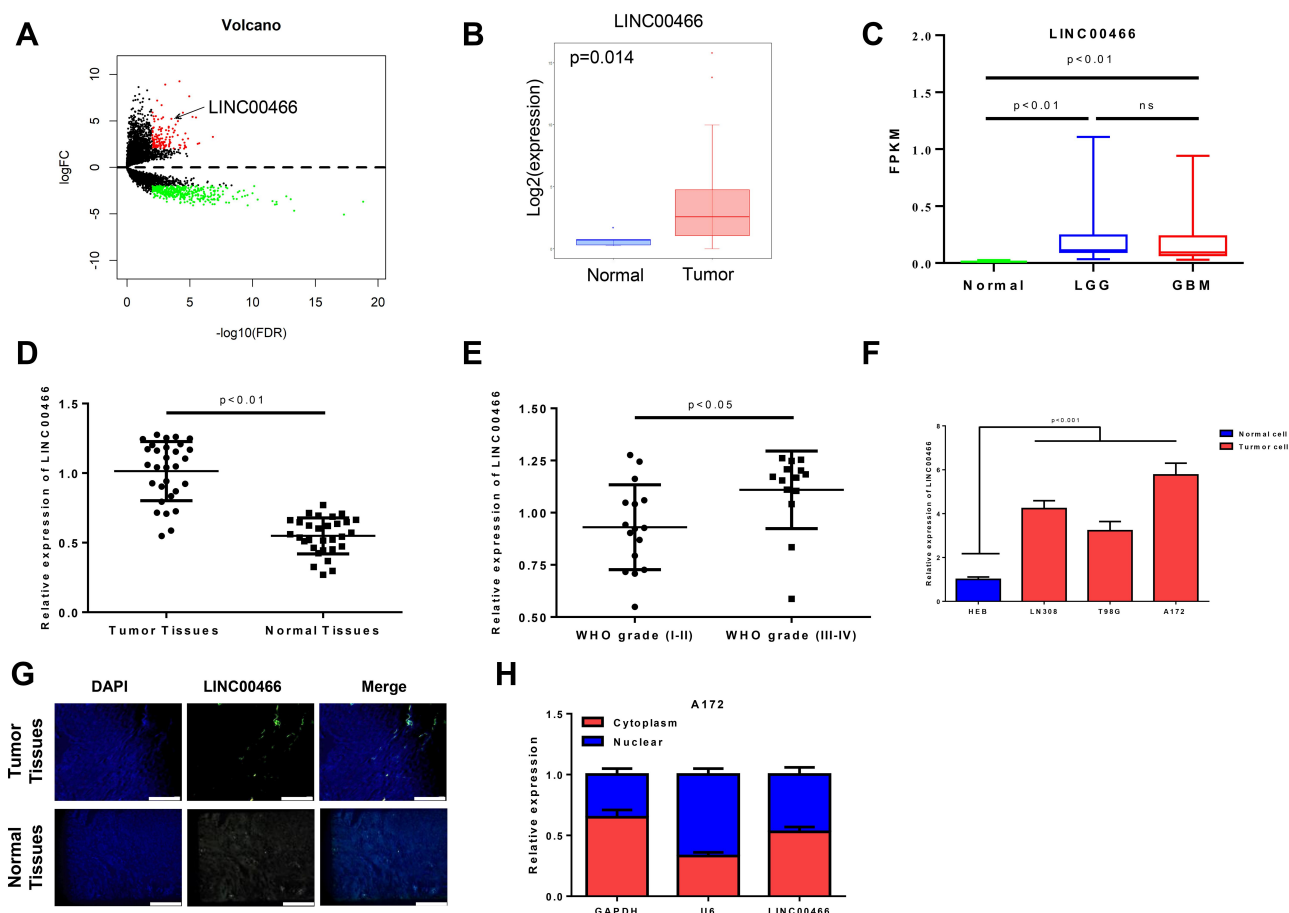 A
Volcano
LINC00466
logFC
10
5
0
-5
-10
0
5
10
15
20
-log10(FDR)
B
LINC00466
p=0.014
Log2(expression)
Normal
Tumor
C
LINC00466
p<0.01
p<0.01
ns
FPKM
2.0
1.5
1.0
0.5
0.0
Normal
LGG
GBM
D
Relative expression of LINC00466
p<0.01
1.5
1.0
0.5
0.0
Tumor Tissues
Normal Tissues
E
Relative expression of LINC00466
p<0.05
1.50
1.25
1.00
0.75
0.50
WHO grade (I-II)
WHO grade (III-IV)
F
Relative expression of LINC00466
p<0.001
8
6
4
2
0
HEB
LN308
T98G
A172
Normal cell
Turmor cell
G
DAPI
LINC00466
Merge
Tumor
Tissues
Normal
Tissues
H
A172
Cytoplasm
Nuclear
Relative expression
1.5
1.0
0.5
0.0
GAPDH
U6
LINC00466